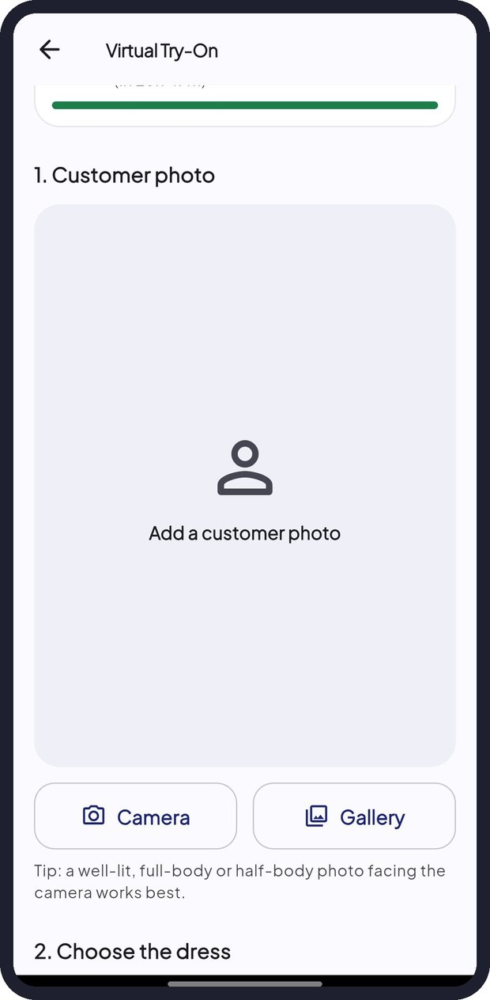 Virtual Try-On
1. Customer photo
Add a customer photo
Camera
Gallery
Tip: a well-lit, full-body or half-body photo facing the
camera works best.
2. Choose the dress